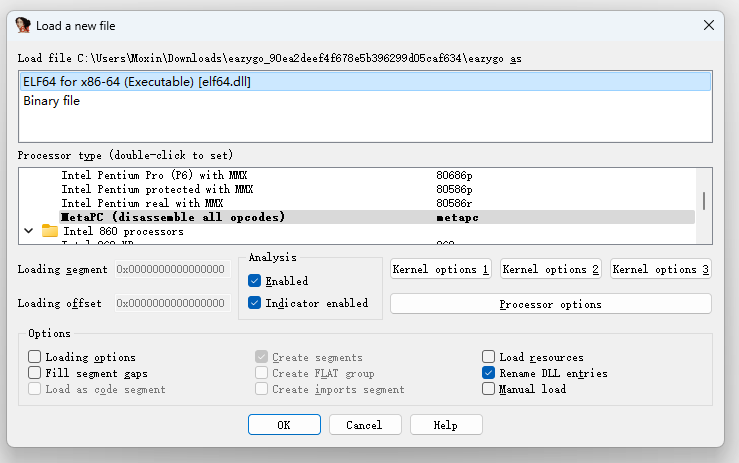 Load a new file
Load file C:\Users\Moxin\Downloads\eazygo_90ea2deef4f678e5b396299d05caf634\eazygo as
ELF64 for x86-64 (Executable) [elf64.dll]
Binary file
Processor type (double-click to set)
Intel Pentium Pro (P6) with MMX 80686p
Intel Pentium protected with MMX 80586p
Intel Pentium real with MMX 80586r
MetaPC (disassemble all opcodes) metapc
Intel 860 processors
Intel 860 XR 860
Loading segment 0x0000000000000000
Loading offset 0x0000000000000000
Analysis
Enabled
Indicator enabled
Kernel options 1 Kernel options 2 Kernel options 3
Processor options
Options
Loading options Create segments Load resources
Fill segment gaps Create FLAT group Rename DLL entries
Load as code segment Create imports segment Manual load
OK Cancel Help